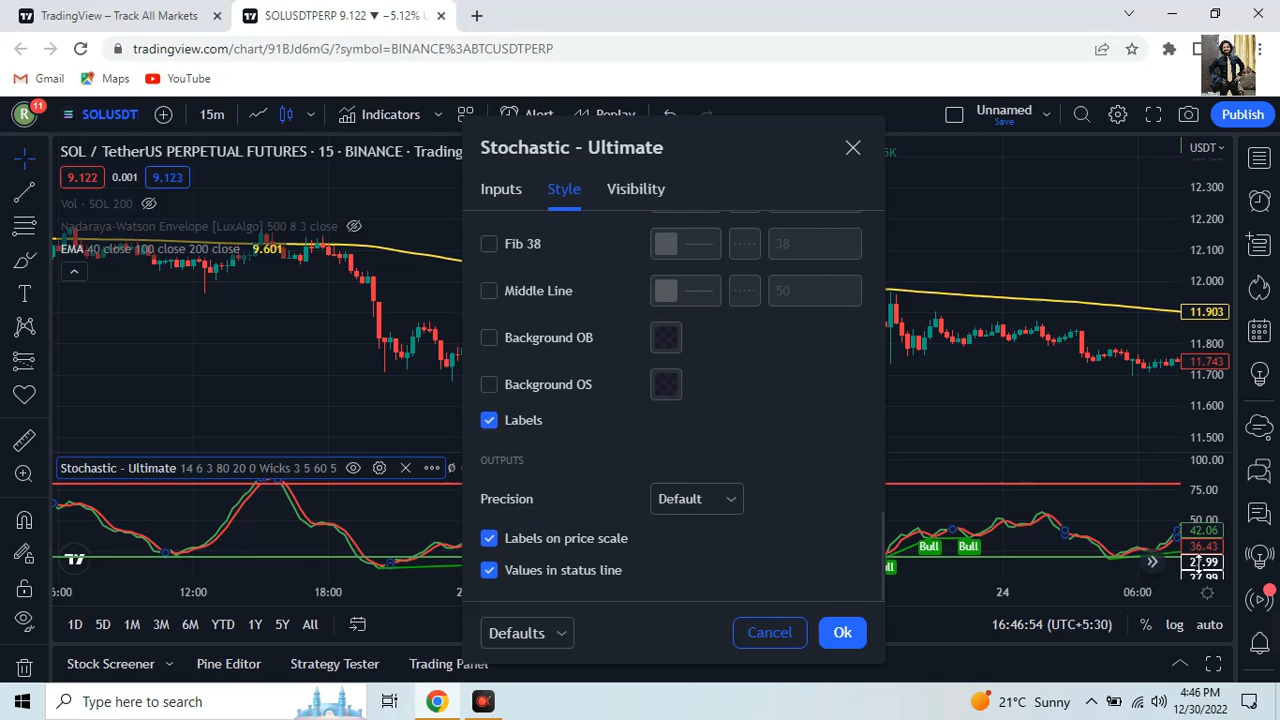 TradingView – Track All Markets
SOLUSDTPERP 9.122 ▼ −5.12%
tradingview.com/chart/91BJd6mG/?symbol=BINANCE%3ABTCUSDTPERP
Gmail
Maps
YouTube
R
11
SOLUSDT
15m
Indicators
Alert
Replay
Unnamed
Save
Publish
SOL / TetherUS PERPETUAL FUTURES · 15 · BINANCE · Trading
USDT
9.122
0.001
9.123
Vol · SOL 200
Nadaraya-Watson Envelope [LuxAlgo] 500 8 3 close
EMA 40 close 100 close 200 close
9.601
Stochastic - Ultimate
Inputs
Style
Visibility
Fib 38
38
Middle Line
50
Background OB
Background OS
Labels
OUTPUTS
Precision
Default
Labels on price scale
Values in status line
Defaults
Cancel
Ok
12.300
12.200
12.100
12.000
11.903
11.800
11.743
11.700
11.600
11.500
100.00
75.00
50.00
42.06
36.43
27.99
27.99
Stochastic - Ultimate 14 6 3 80 20 0 Wicks 3 5 60 5
Bull
Bull
12:00
18:00
24
06:00
1D
5D
1M
3M
6M
YTD
1Y
5Y
All
16:46:54 (UTC+5:30)
%
log
auto
Stock Screener
Pine Editor
Strategy Tester
Trading Panel
Type here to search
21°C Sunny
4:46 PM
12/30/2022